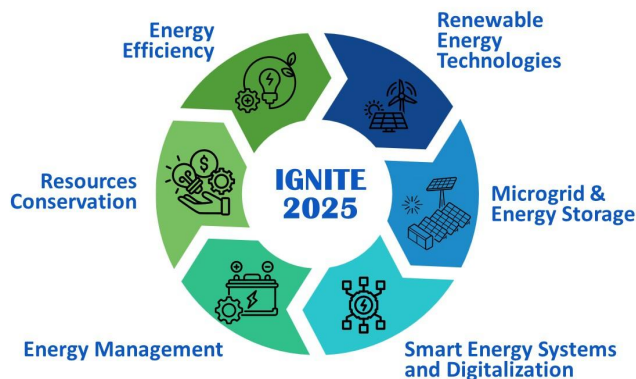 Energy
Efficiency
Renewable
Energy
Technologies
Resources
Conservation
IGNITE
2025
Microgrid &
Energy Storage
Energy Management
Smart Energy Systems
and Digitalization